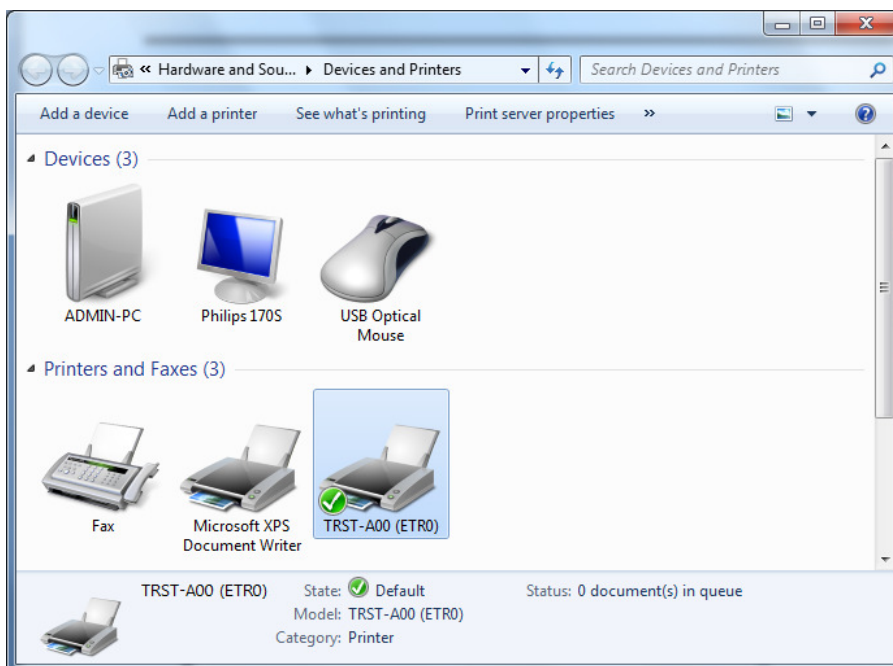 « Hardware and Sou... ▸ Devices and Printers Search Devices and Printers
Add a device Add a printer See what's printing Print server properties »
Devices (3)
ADMIN-PC Philips 170S USB Optical
Mouse
Printers and Faxes (3)
Fax Microsoft XPS TRST-A00 (ETR0)
Document Writer
TRST-A00 (ETR0) State: Default Status: 0 document(s) in queue
Model: TRST-A00 (ETR0)
Category: Printer